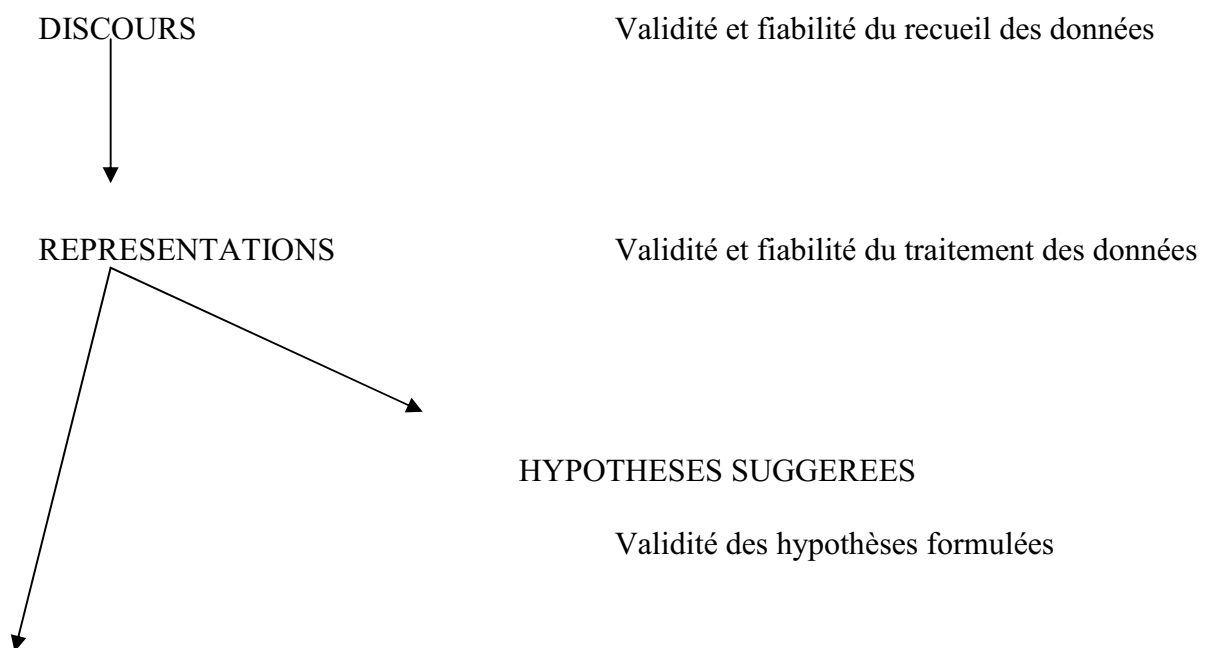 DISCOURS Validité et fiabilité du recueil des données
REPRESENTATIONS Validité et fiabilité du traitement des données
HYPOTHESES SUGGEREES
Validité des hypothèses formulées